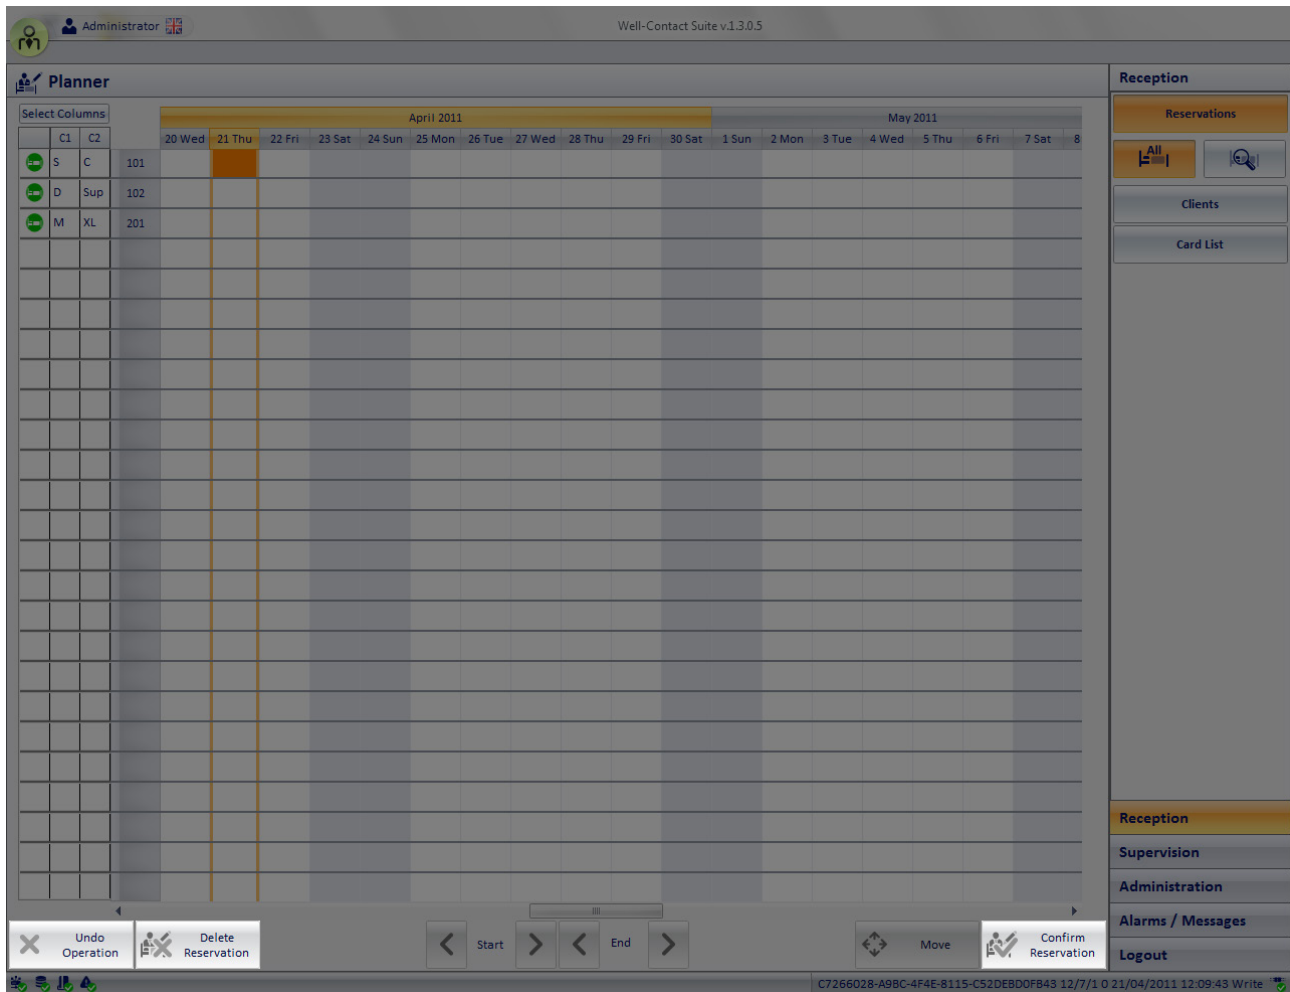 Administrator
Well-Contact Suite v.1.3.0.5
Planner
Reception
Select Columns
April 2011
May 2011
Reservations
C1 C2
20 Wed 21 Thu 22 Fri 23 Sat 24 Sun 25 Mon 26 Tue 27 Wed 28 Thu 29 Fri 30 Sat 1 Sun 2 Mon 3 Tue 4 Wed 5 Thu 6 Fri 7 Sat 8
S C 101
All
D Sup 102
Clients
M XL 201
Card List
Reception
Supervision
Administration
Alarms / Messages
Logout
Undo
Operation
Delete
Reservation
Start
End
Move
Confirm
Reservation
C7266028-A9BC-4F4E-8115-C52DEBD0FB43 12/7/1 0 21/04/2011 12:09:43 Write